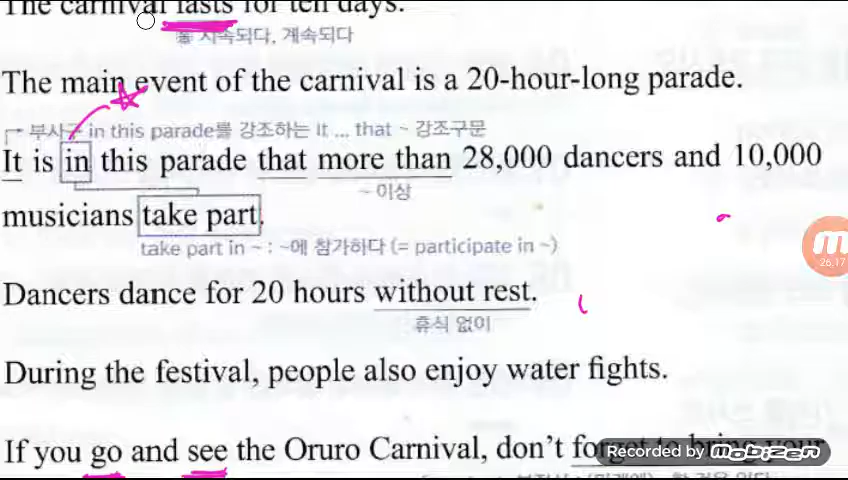 The carnival lasts for ten days.
동 지속되다, 계속되다
The main event of the carnival is a 20-hour-long parade.
부사구 in this parade를 강조하는 It ... that ~ 강조구문
It is in this parade that more than 28,000 dancers and 10,000
~ 이상
musicians take part.
take part in ~ : ~에 참가하다 (= participate in ~)
Dancers dance for 20 hours without rest.
휴식 없이
During the festival, people also enjoy water fights.
If you go and see the Oruro Carnival, don't forget to bring your
Recorded by mobizen
26:17